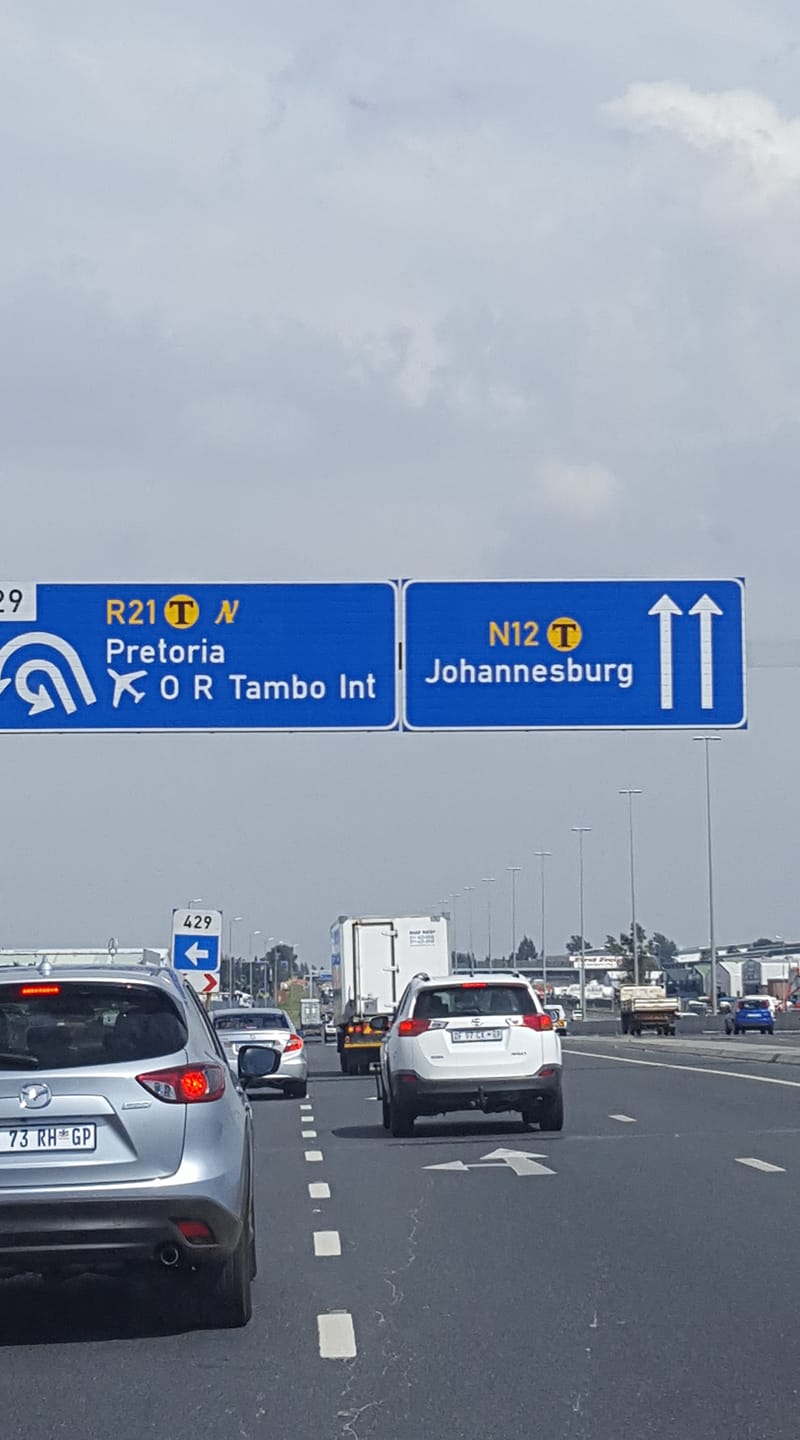 29
R21 T N
Pretoria
O R Tambo Int
N12 T
Johannesburg
429
73 RH GP